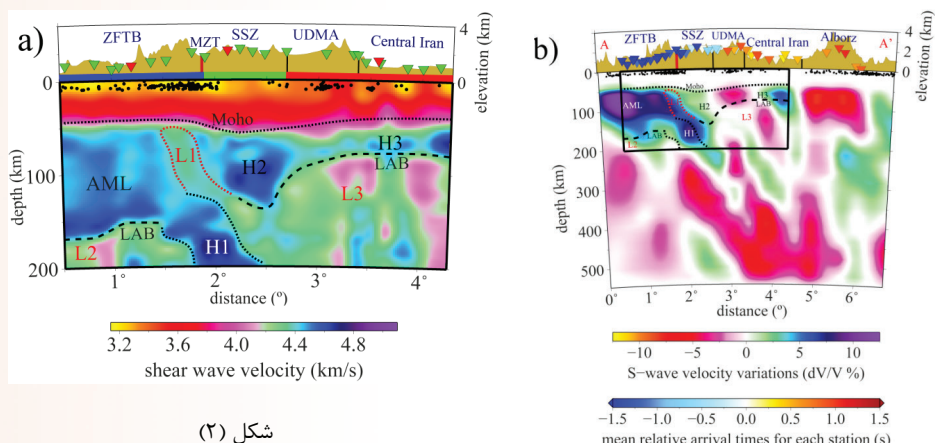 a)
ZFTB MZT SSZ UDMA Central Iran
4
2
0
elevation (km)
0
100
200
depth (km)
Moho
L1
H2
H3
LAB
AML
L3
LAB
H1
L2
1° 2° 3° 4°
distance (°)
3.2 3.6 4.0 4.4 4.8
shear wave velocity (km/s)
b)
A ZFTB SSZ UDMA Central Iran Alborz A'
4
2
0
elevation (km)
0
100
200
300
400
500
depth (km)
Moho
AML
H2
H3
LAB
L3
LAB
H1
L2
0° 1° 2° 3° 4° 5° 6°
distance (°)
−10 −5 0 5 10
S−wave velocity variations (dV/V %)
−1.5 −1.0 −0.5 0.0 0.5 1.0 1.5
mean relative arrival times for each station (s)
شکل (۲)